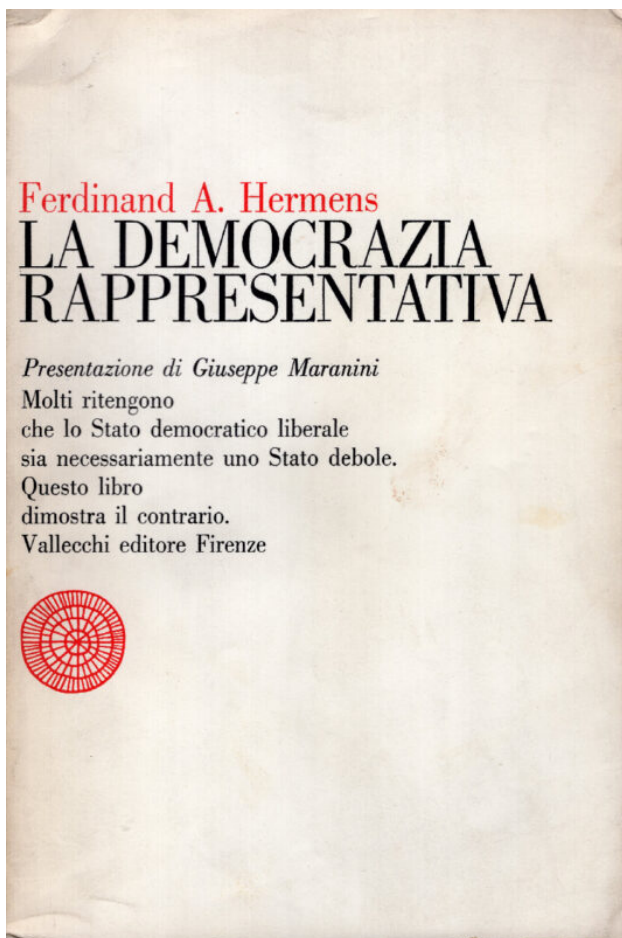 Ferdinand A. Hermens
LA DEMOCRAZIA
RAPPRESENTATIVA
Presentazione di Giuseppe Maranini
Molti ritengono
che lo Stato democratico liberale
sia necessariamente uno Stato debole.
Questo libro
dimostra il contrario.
Vallecchi editore Firenze